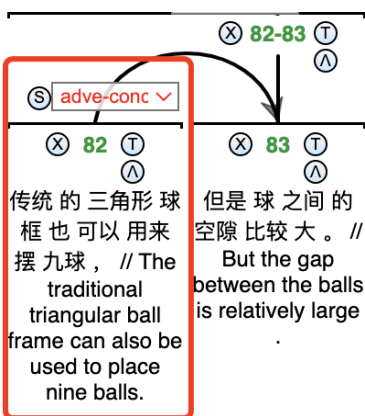 X 82-83 T
Λ
S adve-conc
X 82 T
Λ
X 83 T
Λ
传统 的 三角形 球
框 也 可以 用来
摆 九球 ， // The
traditional
triangular ball
frame can also be
used to place
nine balls.
但是 球 之间 的
空隙 比较 大 。 //
But the gap
between the balls
is relatively large
.